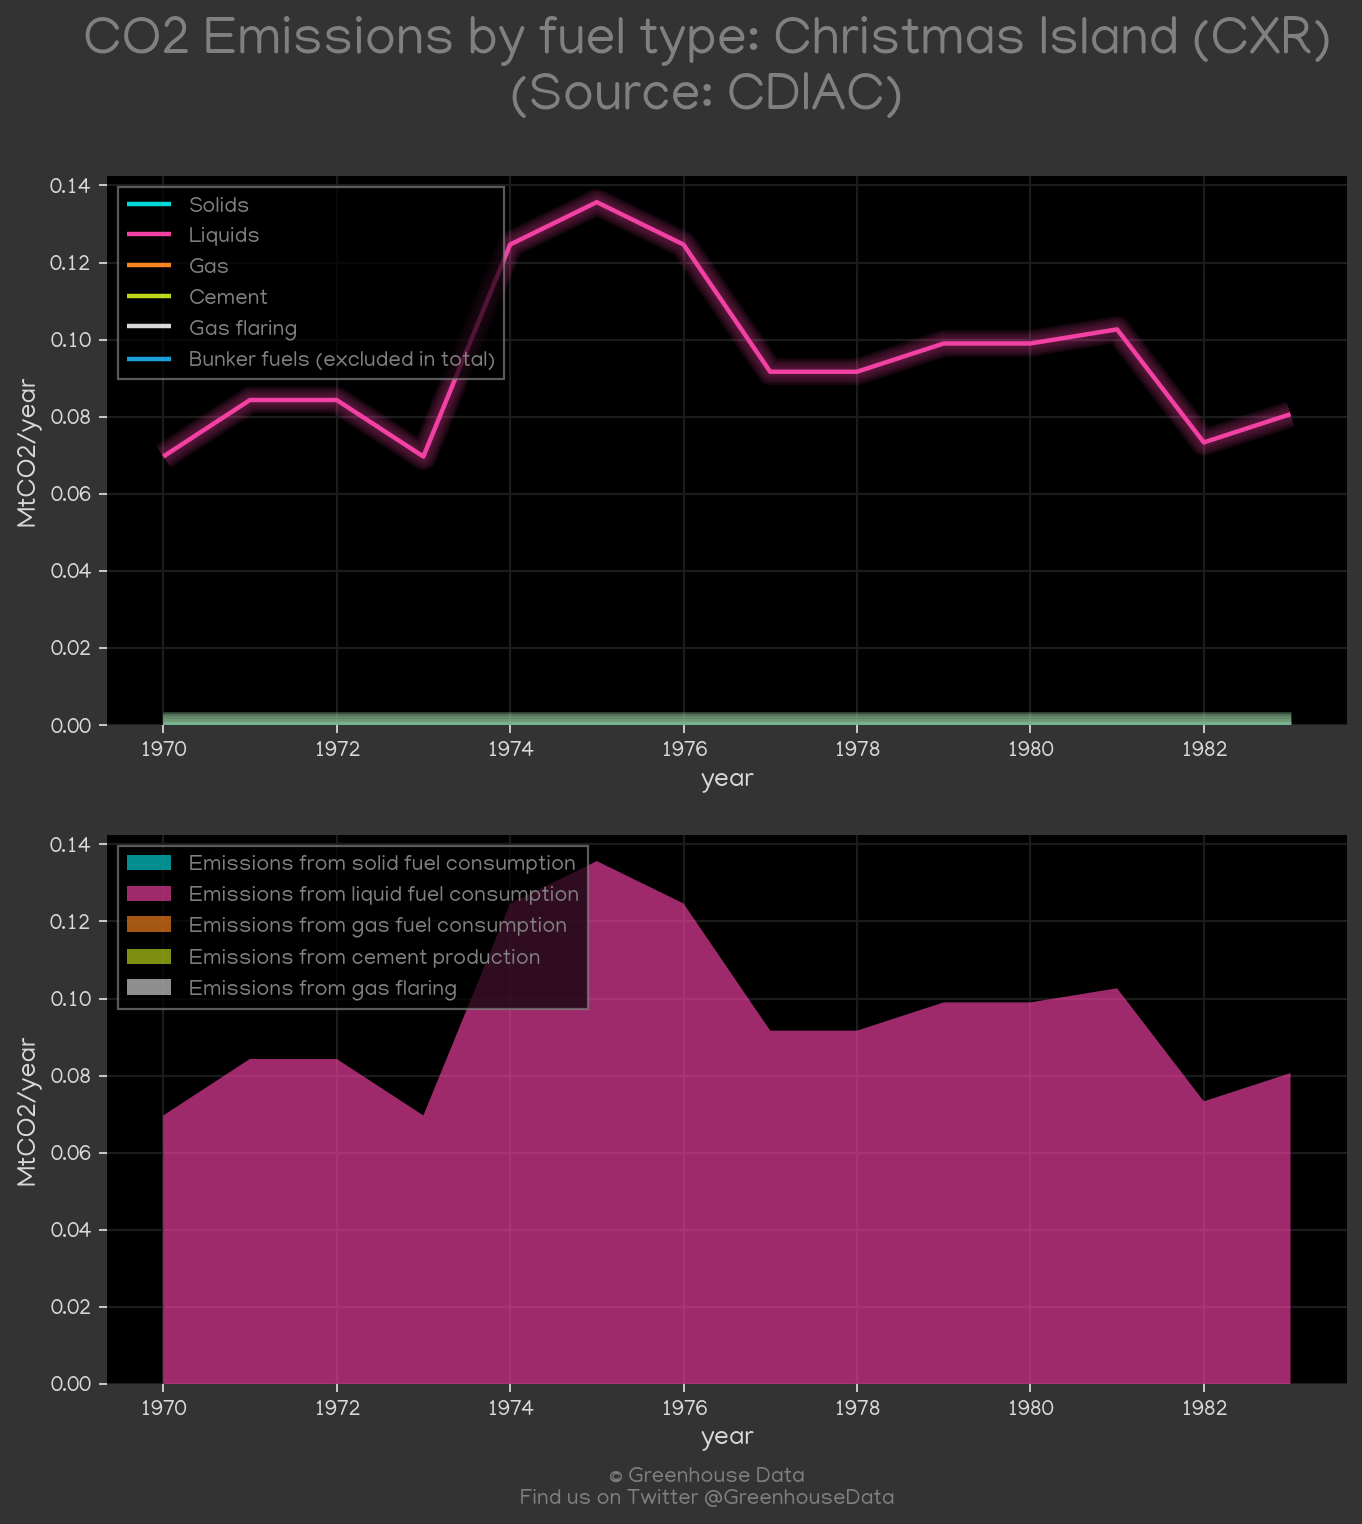 CO2 Emissions by fuel type: Christmas Island (CXR)
(Source: CDIAC)
0.14
0.12
0.10
0.08
0.06
0.04
0.02
0.00
MtCO2/year
Solids
Liquids
Gas
Cement
Gas flaring
Bunker fuels (excluded in total)
1970 1972 1974 1976 1978 1980 1982
year
0.14
0.12
0.10
0.08
0.06
0.04
0.02
0.00
MtCO2/year
Emissions from solid fuel consumption
Emissions from liquid fuel consumption
Emissions from gas fuel consumption
Emissions from cement production
Emissions from gas flaring
1970 1972 1974 1976 1978 1980 1982
year
© Greenhouse Data
Find us on Twitter @GreenhouseData